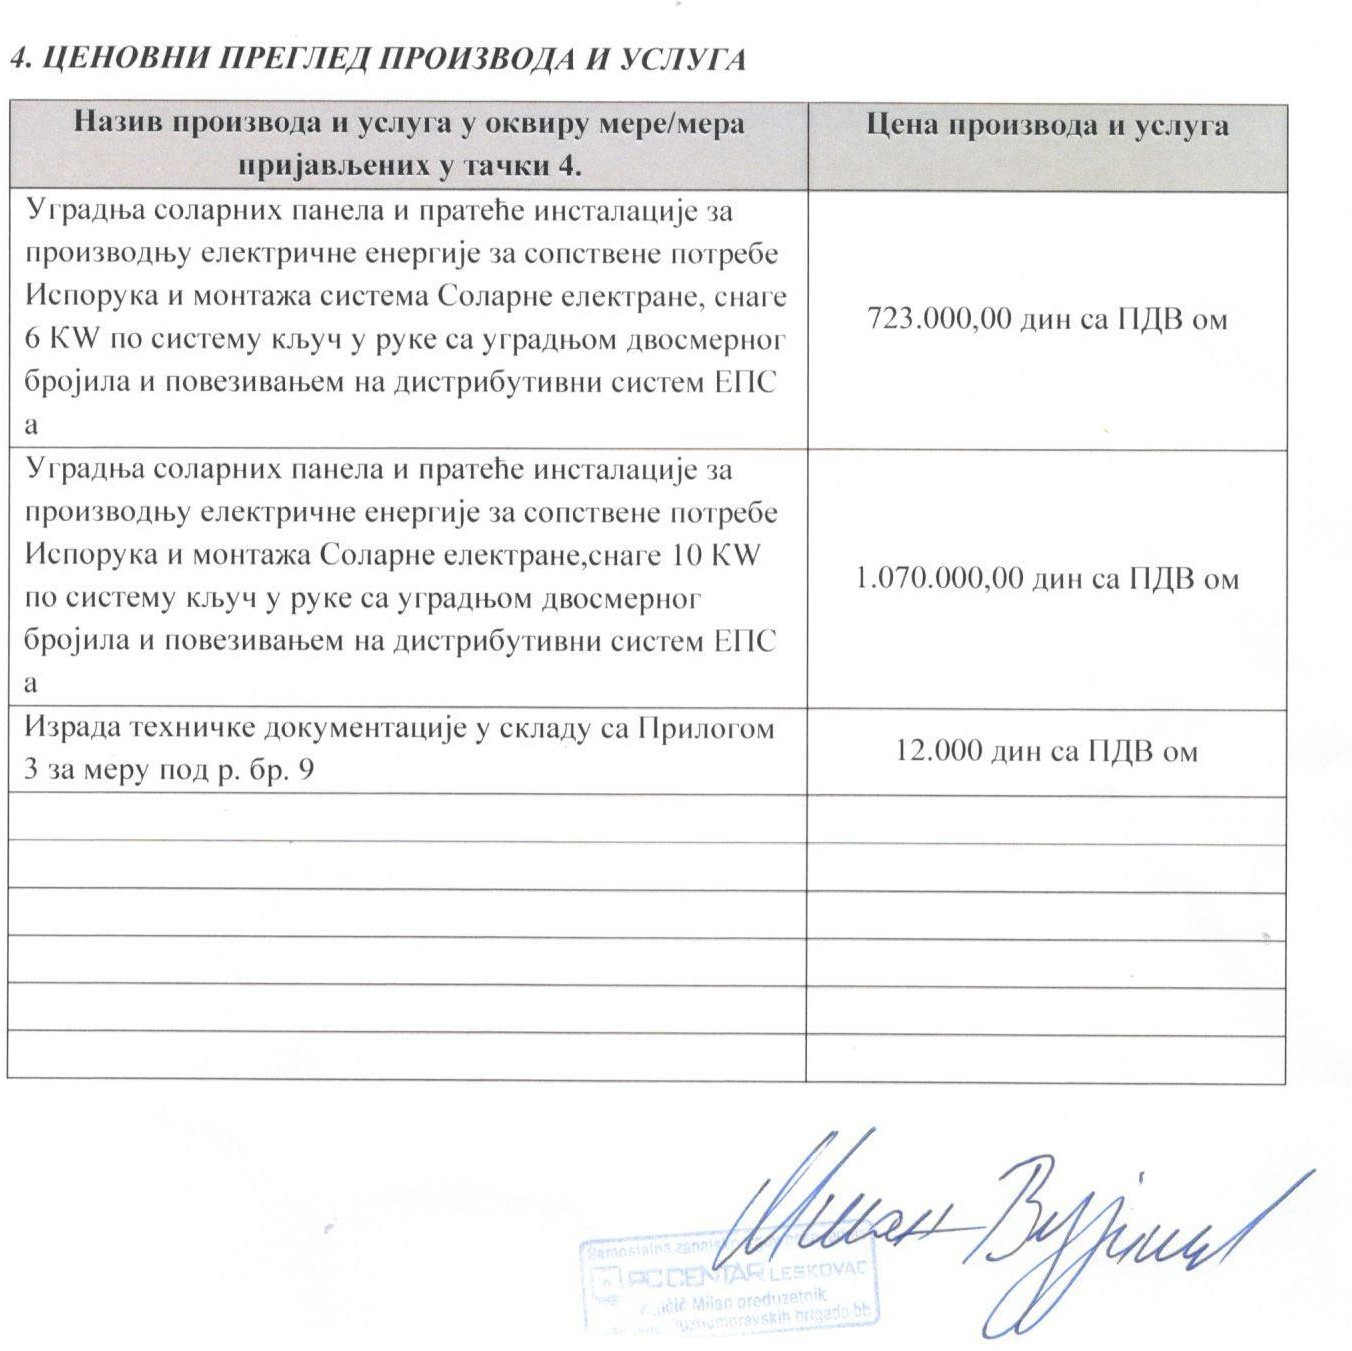 4. ЦЕНОВНИ ПРЕГЛЕД ПРОИЗВОДА И УСЛУГА
Назив производа и услуга у оквиру мере/мера
пријављених у тачки 4.
Цена производа и услуга
Уградња соларних панела и пратеће инсталације за
производњу електричне енергије за сопствене потребе
Испорука и монтажа система Соларне електране, снаге
6 KW по систему кључ у руке са уградњом двосмерног
бројила и повезивањем на дистрибутивни систем ЕПС
а
723.000,00 дин са ПДВ ом
Уградња соларних панела и пратеће инсталације за
производњу електричне енергије за сопствене потребе
Испорука и монтажа Соларне електране,снаге 10 KW
по систему кључ у руке са уградњом двосмерног
бројила и повезивањем на дистрибутивни систем ЕПС
а
1.070.000,00 дин са ПДВ ом
Израда техничке документације у складу са Прилогом
3 за меру под р. бр. 9
12.000 дин са ПДВ ом
Милан
Samostalna
PC CENTAR LESKOVAC
Milan preduzetnik
brigada bb